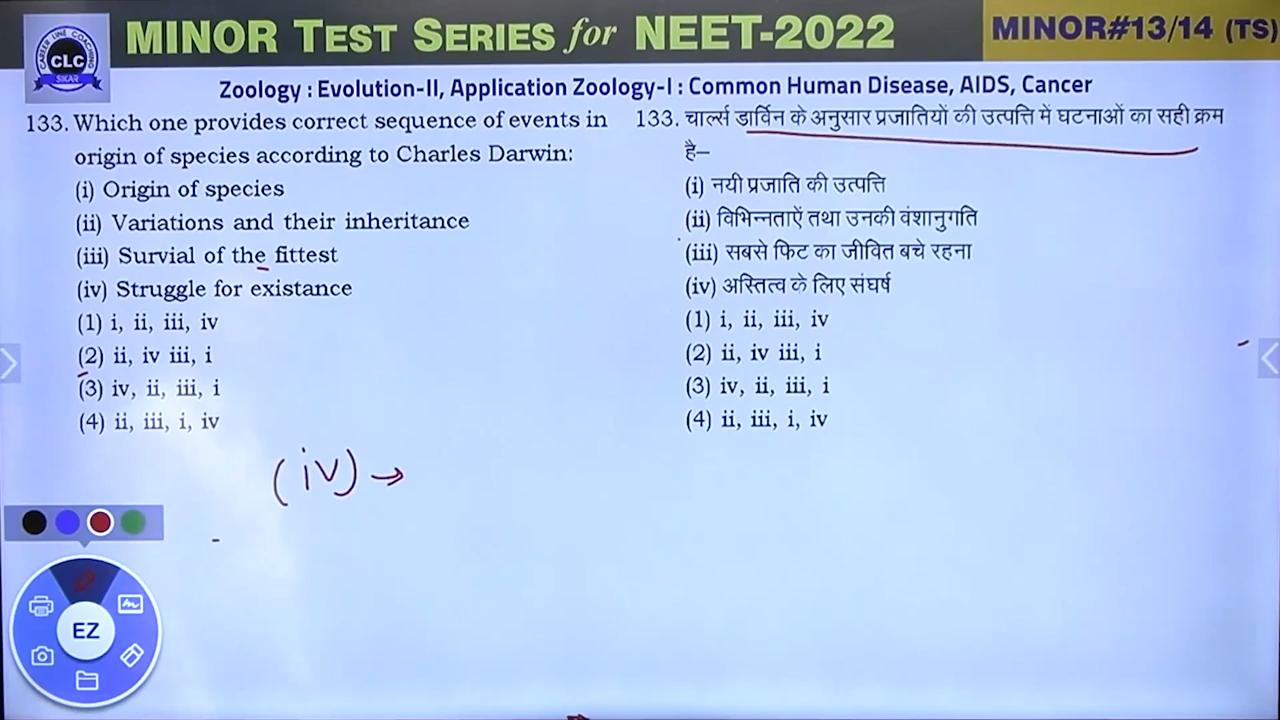 CAREER LINE COACHING
CLC
SIKAR
MINOR TEST SERIES for NEET-2022
MINOR#13/14 (TS)
Zoology : Evolution-II, Application Zoology-I : Common Human Disease, AIDS, Cancer
133. Which one provides correct sequence of events in
origin of species according to Charles Darwin:
(i) Origin of species
(ii) Variations and their inheritance
(iii) Survial of the fittest
(iv) Struggle for existance
(1) i, ii, iii, iv
(2) ii, iv iii, i
(3) iv, ii, iii, i
(4) ii, iii, i, iv
133. चार्ल्स डार्विन के अनुसार प्रजातियों की उत्पत्ति में घटनाओं का सही क्रम
है–
(i) नयी प्रजाति की उत्पत्ति
(ii) विभिन्नताऐं तथा उनकी वंशानुगति
(iii) सबसे फिट का जीवित बचे रहना
(iv) अस्तित्व के लिए संघर्ष
(1) i, ii, iii, iv
(2) ii, iv iii, i
(3) iv, ii, iii, i
(4) ii, iii, i, iv
(iv) →
EZ